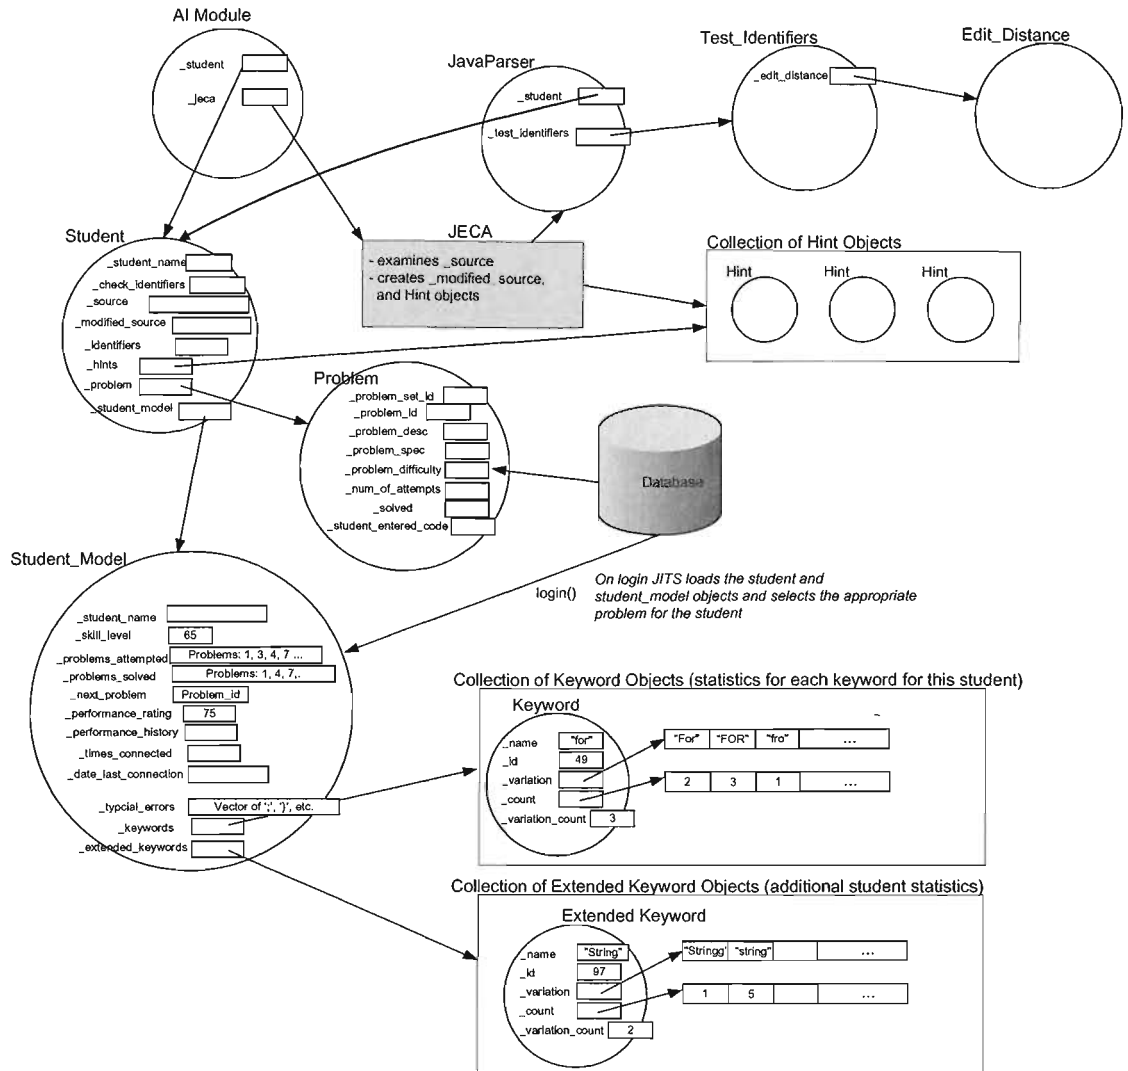 AI Module
_student
_jeca
JavaParser
_student
_test_identifiers
Test_Identifiers
_edit_distance
Edit_Distance
Student
_student_name
_check_identifiers
_source
_modified_source
_identifiers
_hints
_problem
_student_model
JECA
- examines _source
- creates _modified_source,
and Hint objects
Collection of Hint Objects
Hint
Hint
Hint
Problem
_problem_set_id
_problem_id
_problem_desc
_problem_spec
_problem_difficulty
_num_of_attempts
_solved
_student_entered_code
Database
login()
On login JITS loads the student and
student_model objects and selects the appropriate
problem for the student
Student_Model
_student_name
_skill_level 65
_problems_attempted Problems: 1, 3, 4, 7 ...
_problems_solved Problems: 1, 4, 7,.
_next_problem Problem_id
_performance_rating 75
_performance_history
_times_connected
_date_last_connection
_typcial_errors Vector of ';', '}', etc.
_keywords
_extended_keywords
Collection of Keyword Objects (statistics for each keyword for this student)
Keyword
_name "for"
_id 49
_variation
_count
_variation_count 3
"For" "FOR" "fro" ...
2 3 1 ...
Collection of Extended Keyword Objects (additional student statistics)
Extended Keyword
_name "String"
_id 97
_variation
_count
_variation_count 2
"Stringg' "string" ...
1 5 ...